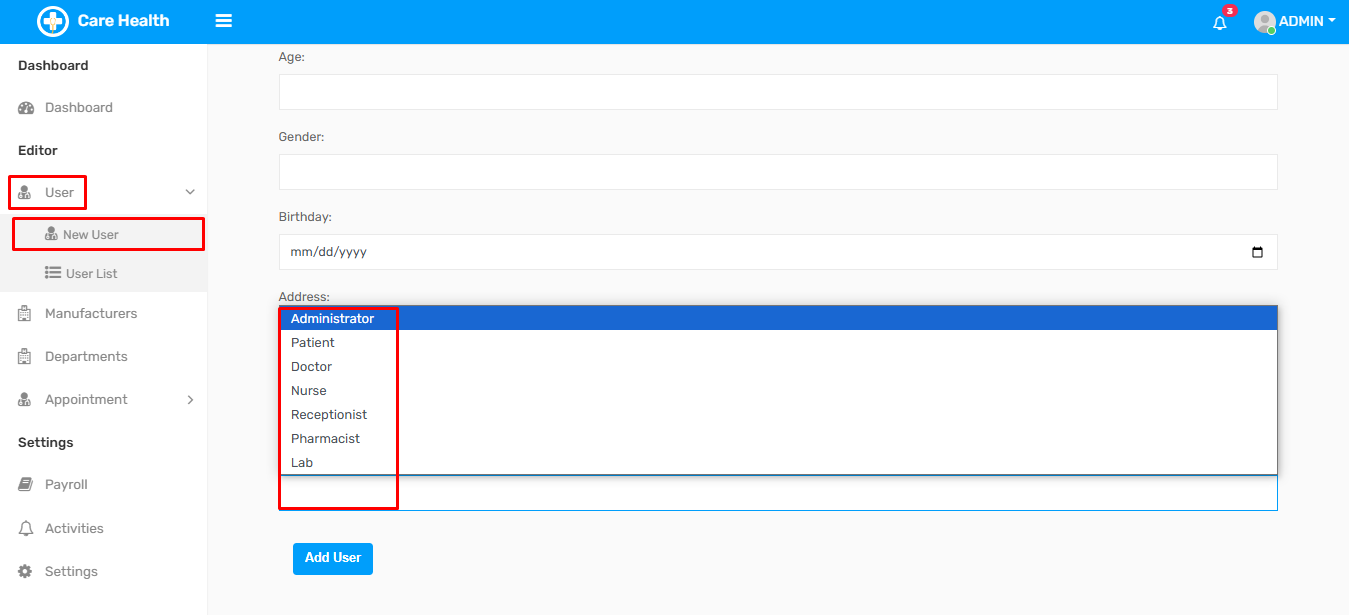 Care Health
3
ADMIN
Dashboard
Dashboard
Editor
User
New User
User List
Manufacturers
Departments
Appointment
Settings
Payroll
Activities
Settings
Age:
Gender:
Birthday:
mm/dd/yyyy
Address:
Administrator
Patient
Doctor
Nurse
Receptionist
Pharmacist
Lab
Add User